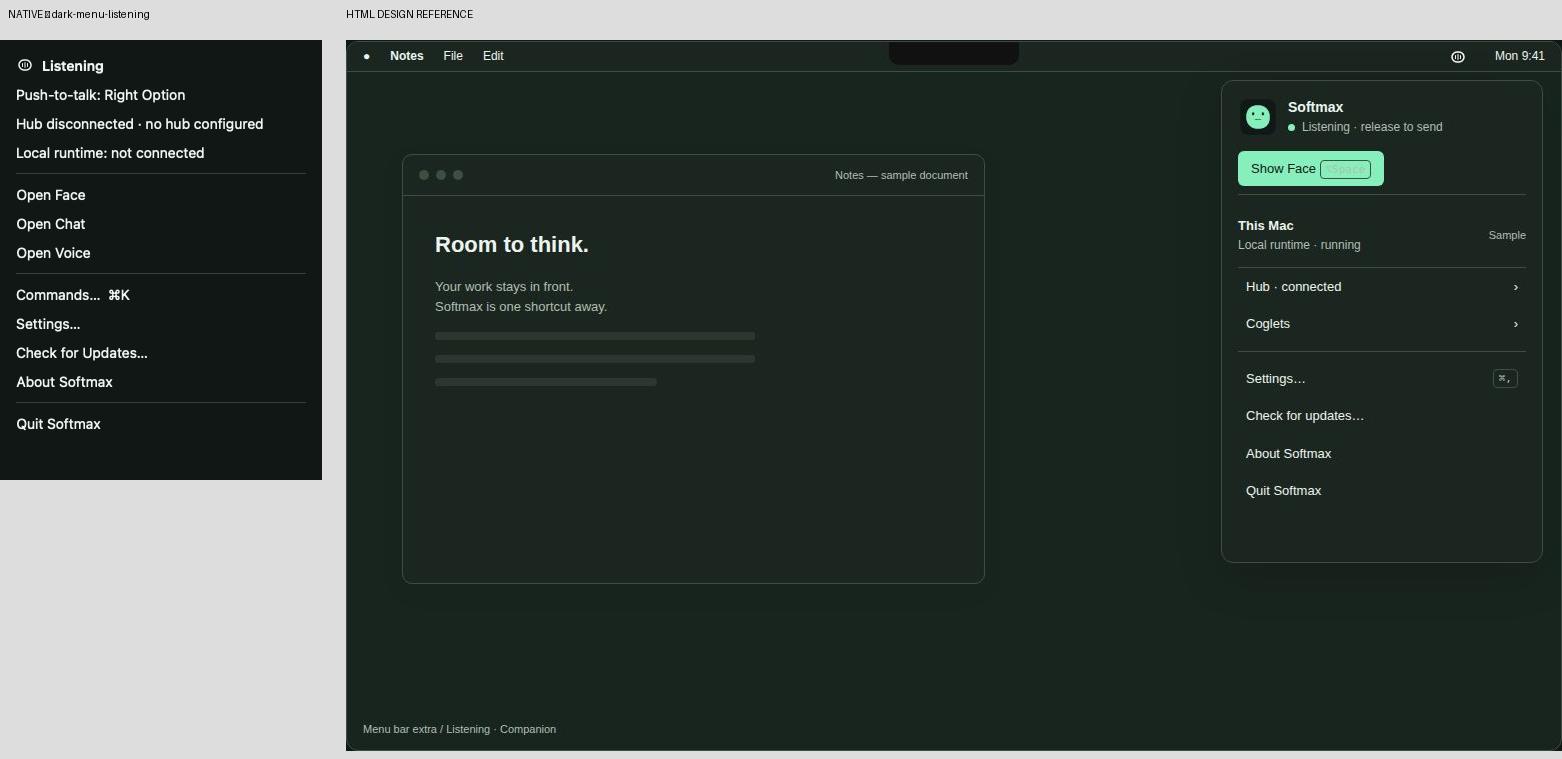 NATIVE dark-menu-listening
HTML DESIGN REFERENCE
Listening
Push-to-talk: Right Option
Hub disconnected · no hub configured
Local runtime: not connected
Open Face
Open Chat
Open Voice
Commands... ⌘K
Settings...
Check for Updates...
About Softmax
Quit Softmax
Notes File Edit
Mon 9:41
Notes — sample document
Room to think.
Your work stays in front.
Softmax is one shortcut away.
Softmax
Listening · release to send
Show Face ⌥Space
This Mac
Local runtime · running
Sample
Hub · connected ›
Coglets ›
Settings… ⌘,
Check for updates…
About Softmax
Quit Softmax
Menu bar extra / Listening · Companion